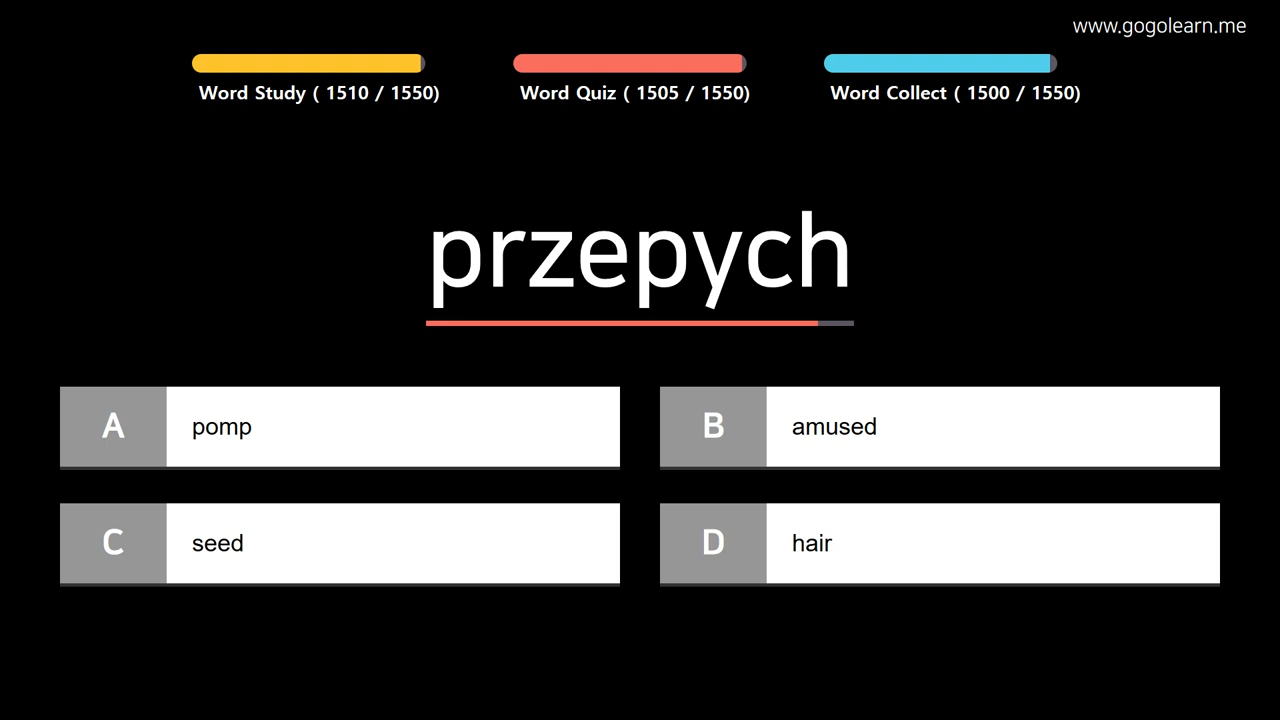 www.gogolearn.me
Word Study ( 1510 / 1550)
Word Quiz ( 1505 / 1550)
Word Collect ( 1500 / 1550)
przepych
A pomp
B amused
C seed
D hair